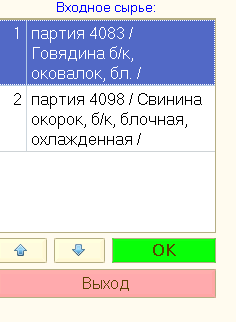 Входное сырье:
1 партия 4083 /
Говядина б/к,
оковалок, бл. /
2 партия 4098 / Свинина
окорок, б/к, блочная,
охлажденная /
OK
Выход